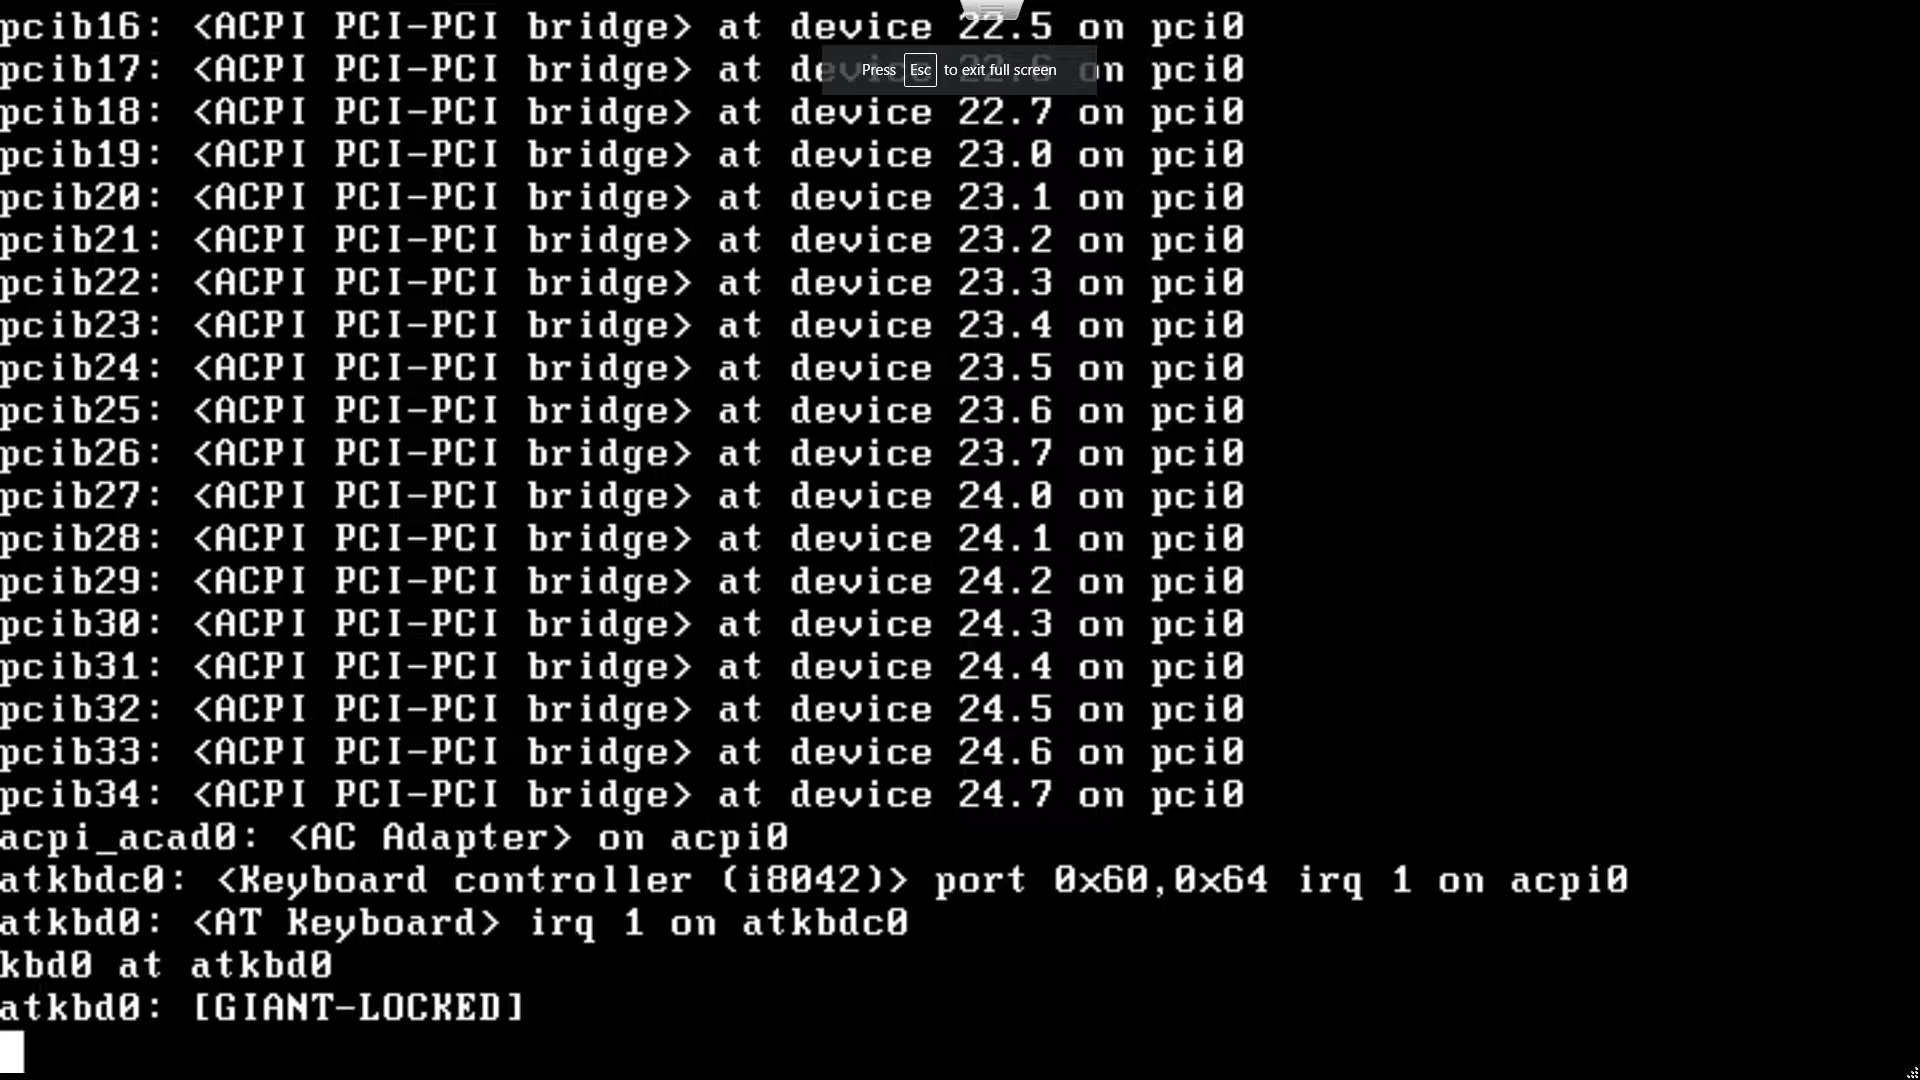 pcib16: <ACPI PCI-PCI bridge> at device 22.5 on pci0
pcib17: <ACPI PCI-PCI bridge> at device 22.6 on pci0
Press Esc to exit full screen
pcib18: <ACPI PCI-PCI bridge> at device 22.7 on pci0
pcib19: <ACPI PCI-PCI bridge> at device 23.0 on pci0
pcib20: <ACPI PCI-PCI bridge> at device 23.1 on pci0
pcib21: <ACPI PCI-PCI bridge> at device 23.2 on pci0
pcib22: <ACPI PCI-PCI bridge> at device 23.3 on pci0
pcib23: <ACPI PCI-PCI bridge> at device 23.4 on pci0
pcib24: <ACPI PCI-PCI bridge> at device 23.5 on pci0
pcib25: <ACPI PCI-PCI bridge> at device 23.6 on pci0
pcib26: <ACPI PCI-PCI bridge> at device 23.7 on pci0
pcib27: <ACPI PCI-PCI bridge> at device 24.0 on pci0
pcib28: <ACPI PCI-PCI bridge> at device 24.1 on pci0
pcib29: <ACPI PCI-PCI bridge> at device 24.2 on pci0
pcib30: <ACPI PCI-PCI bridge> at device 24.3 on pci0
pcib31: <ACPI PCI-PCI bridge> at device 24.4 on pci0
pcib32: <ACPI PCI-PCI bridge> at device 24.5 on pci0
pcib33: <ACPI PCI-PCI bridge> at device 24.6 on pci0
pcib34: <ACPI PCI-PCI bridge> at device 24.7 on pci0
acpi_acad0: <AC Adapter> on acpi0
atkbdc0: <Keyboard controller (i8042)> port 0x60,0x64 irq 1 on acpi0
atkbd0: <AT Keyboard> irq 1 on atkbdc0
kbd0 at atkbd0
atkbd0: [GIANT-LOCKED]